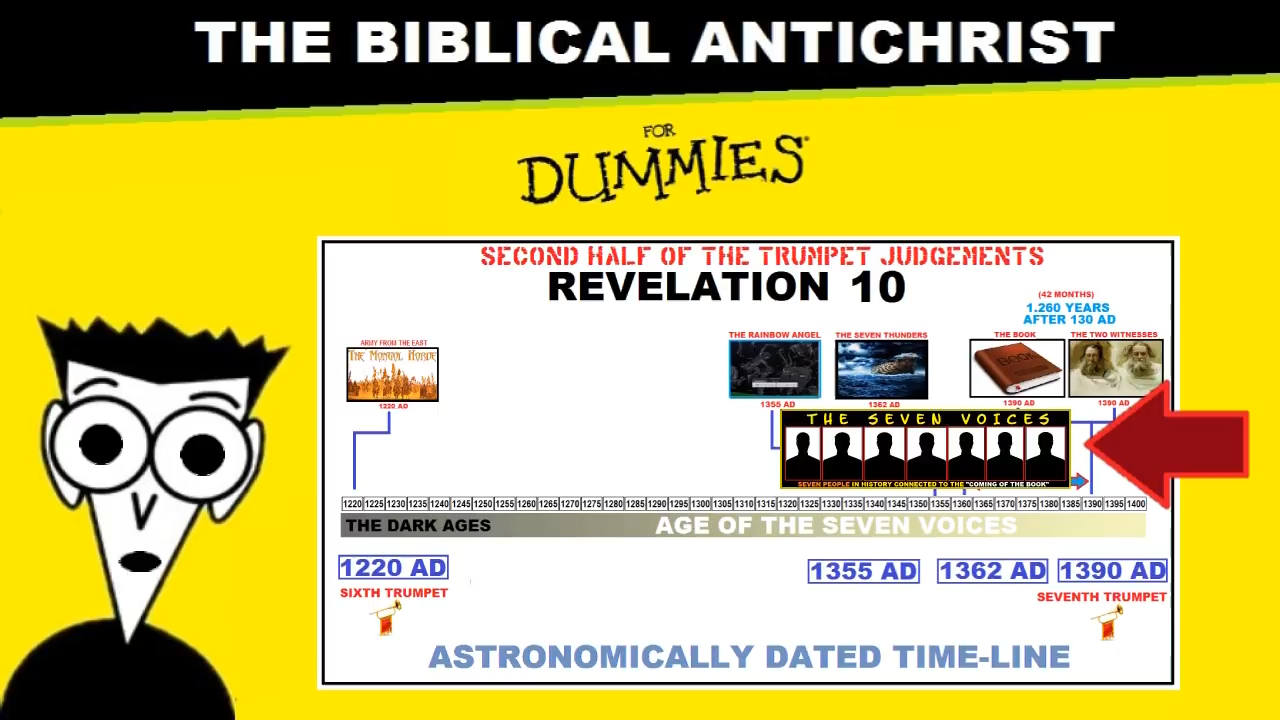 THE BIBLICAL ANTICHRIST
FOR
DUMMIES
SECOND HALF OF THE TRUMPET JUDGEMENTS
REVELATION 10
(42 MONTHS)
1.260 YEARS
AFTER 130 AD
ARMY FROM THE EAST
THE RAINBOW ANGEL
THE SEVEN THUNDERS
THE BOOK
THE TWO WITNESSES
THE MONGOL HORDE
BOOK
1220 AD
1355 AD
1362 AD
1390 AD
1390 AD
THE SEVEN VOICES
SEVEN PEOPLE IN HISTORY CONNECTED TO THE "COMING OF THE BOOK"
1220 1225 1230 1235 1240 1245 1250 1255 1260 1265 1270 1275 1280 1285 1290 1295 1300 1305 1310 1315 1320 1325 1330 1335 1340 1345 1350 1355 1360 1365 1370 1375 1380 1385 1390 1395 1400
THE DARK AGES
AGE OF THE SEVEN VOICES
1220 AD
1355 AD
1362 AD
1390 AD
SIXTH TRUMPET
SEVENTH TRUMPET
ASTRONOMICALLY DATED TIME-LINE